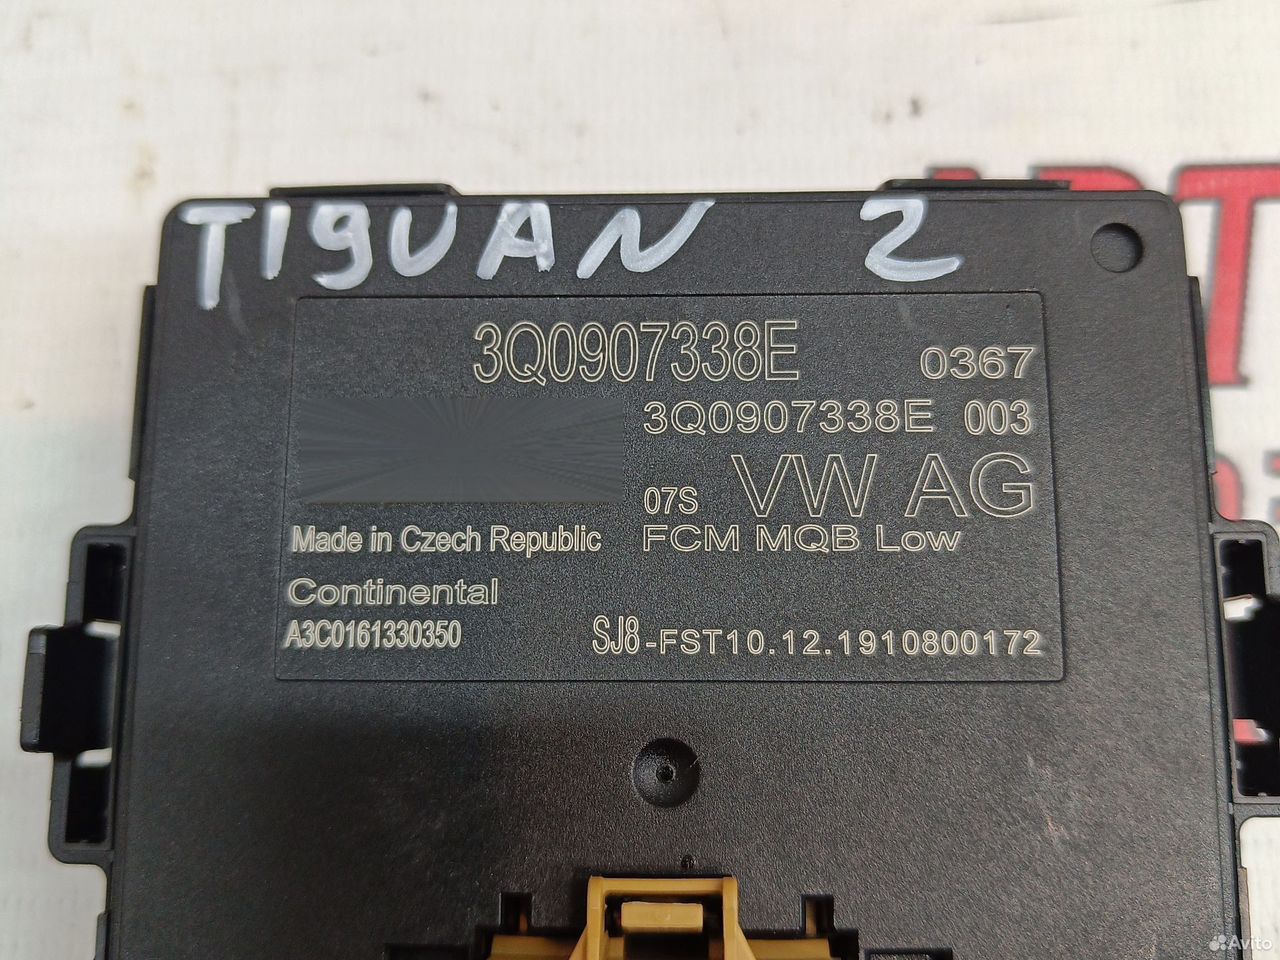 TIgUAN 2
3Q0907338E 0367
3Q0907338E 003
07S VW AG
Made in Czech Republic FCM MQB Low
Continental
A3C0161330350 SJ8-FST10.12.1910800172
Avito